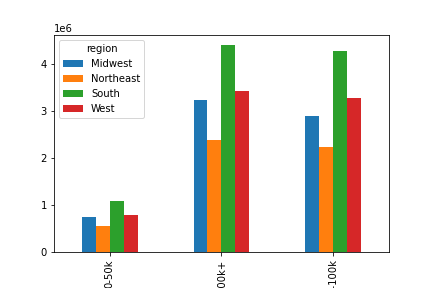 1e6
region
Midwest
Northeast
South
West
4
3
2
1
0
0-50k
00k+
-100k